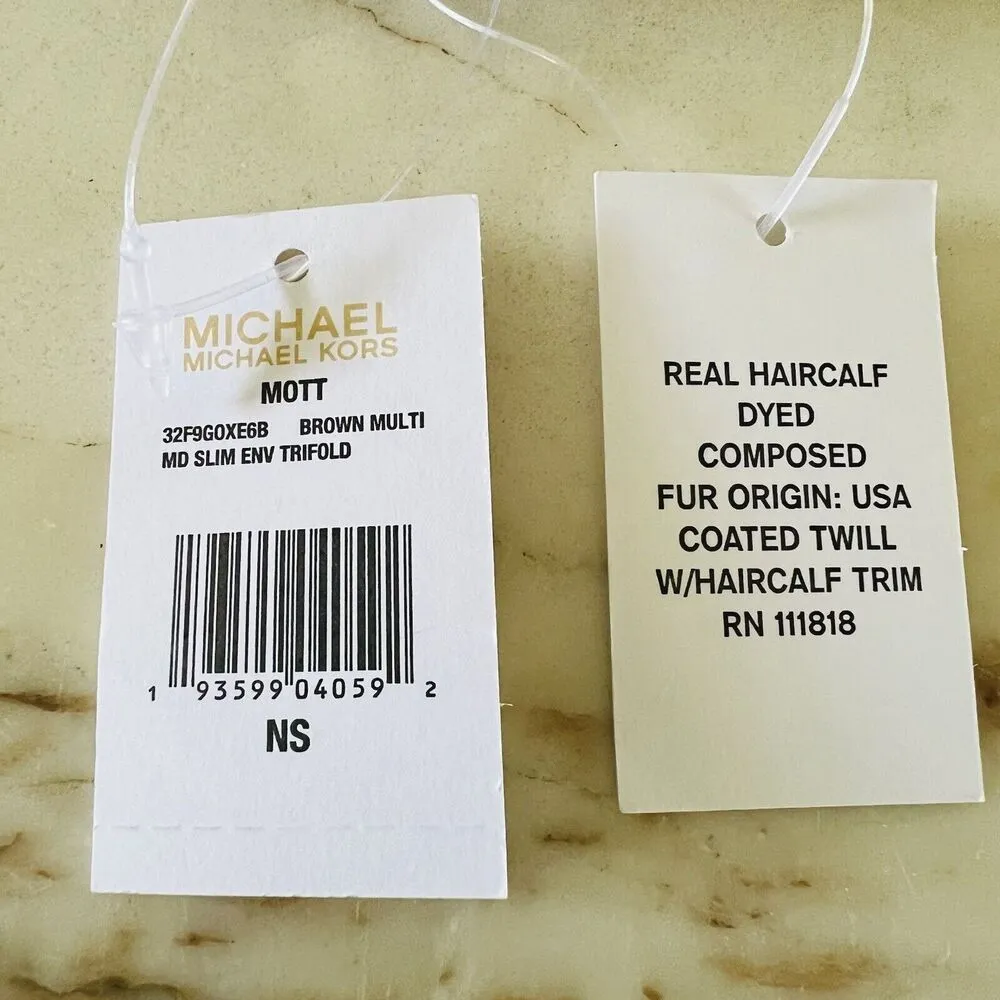 MICHAEL
MICHAEL KORS
MOTT
32F9G0XE6B BROWN MULTI
MD SLIM ENV TRIFOLD
1 93599 04059 2
NS
REAL HAIRCALF
DYED
COMPOSED
FUR ORIGIN: USA
COATED TWILL
W/HAIRCALF TRIM
RN 111818